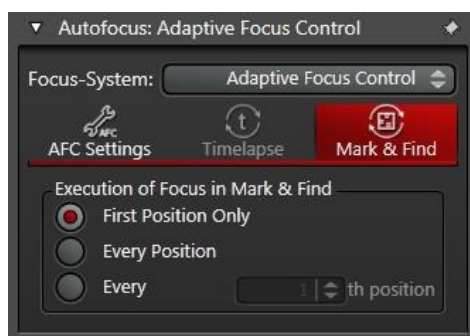 Autofocus: Adaptive Focus Control
Focus-System: Adaptive Focus Control
AFC
t
AFC Settings Timelapse Mark & Find
Execution of Focus in Mark & Find
First Position Only
Every Position
Every 1 th position